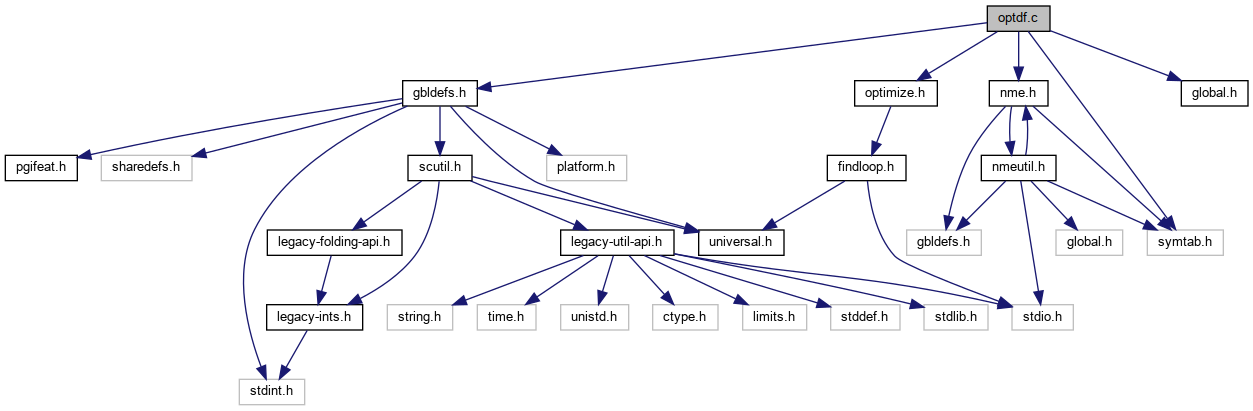 optdf.c
gbldefs.h
optimize.h
nme.h
global.h
pgifeat.h
sharedefs.h
scutil.h
platform.h
findloop.h
nmeutil.h
legacy-folding-api.h
legacy-util-api.h
universal.h
gbldefs.h
global.h
symtab.h
legacy-ints.h
string.h
time.h
unistd.h
ctype.h
limits.h
stddef.h
stdlib.h
stdio.h
stdint.h